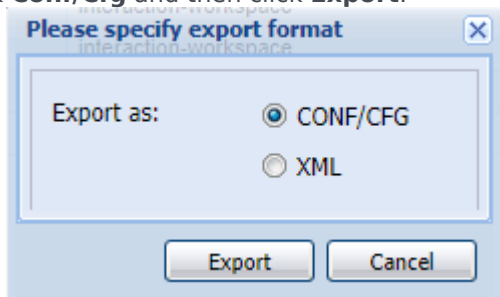 Conf/Cfg and then click Export.
Please specify export format
interaction-workspace
Export as:
CONF/CFG
XML
Export
Cancel